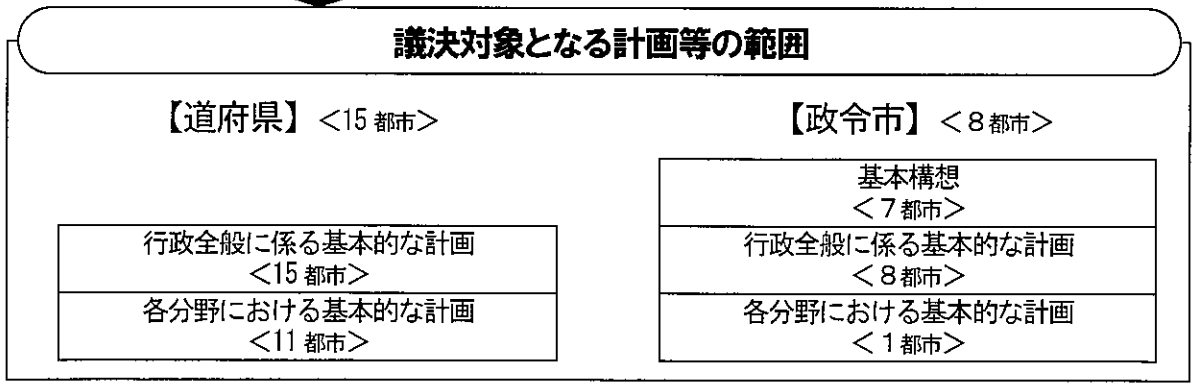 議決対象となる計画等の範囲
【道府県】＜15都市＞
行政全般に係る基本的な計画
＜15都市＞
各分野における基本的な計画
＜11都市＞
【政令市】＜８都市＞
基本構想
＜７都市＞
行政全般に係る基本的な計画
＜８都市＞
各分野における基本的な計画
＜１都市＞